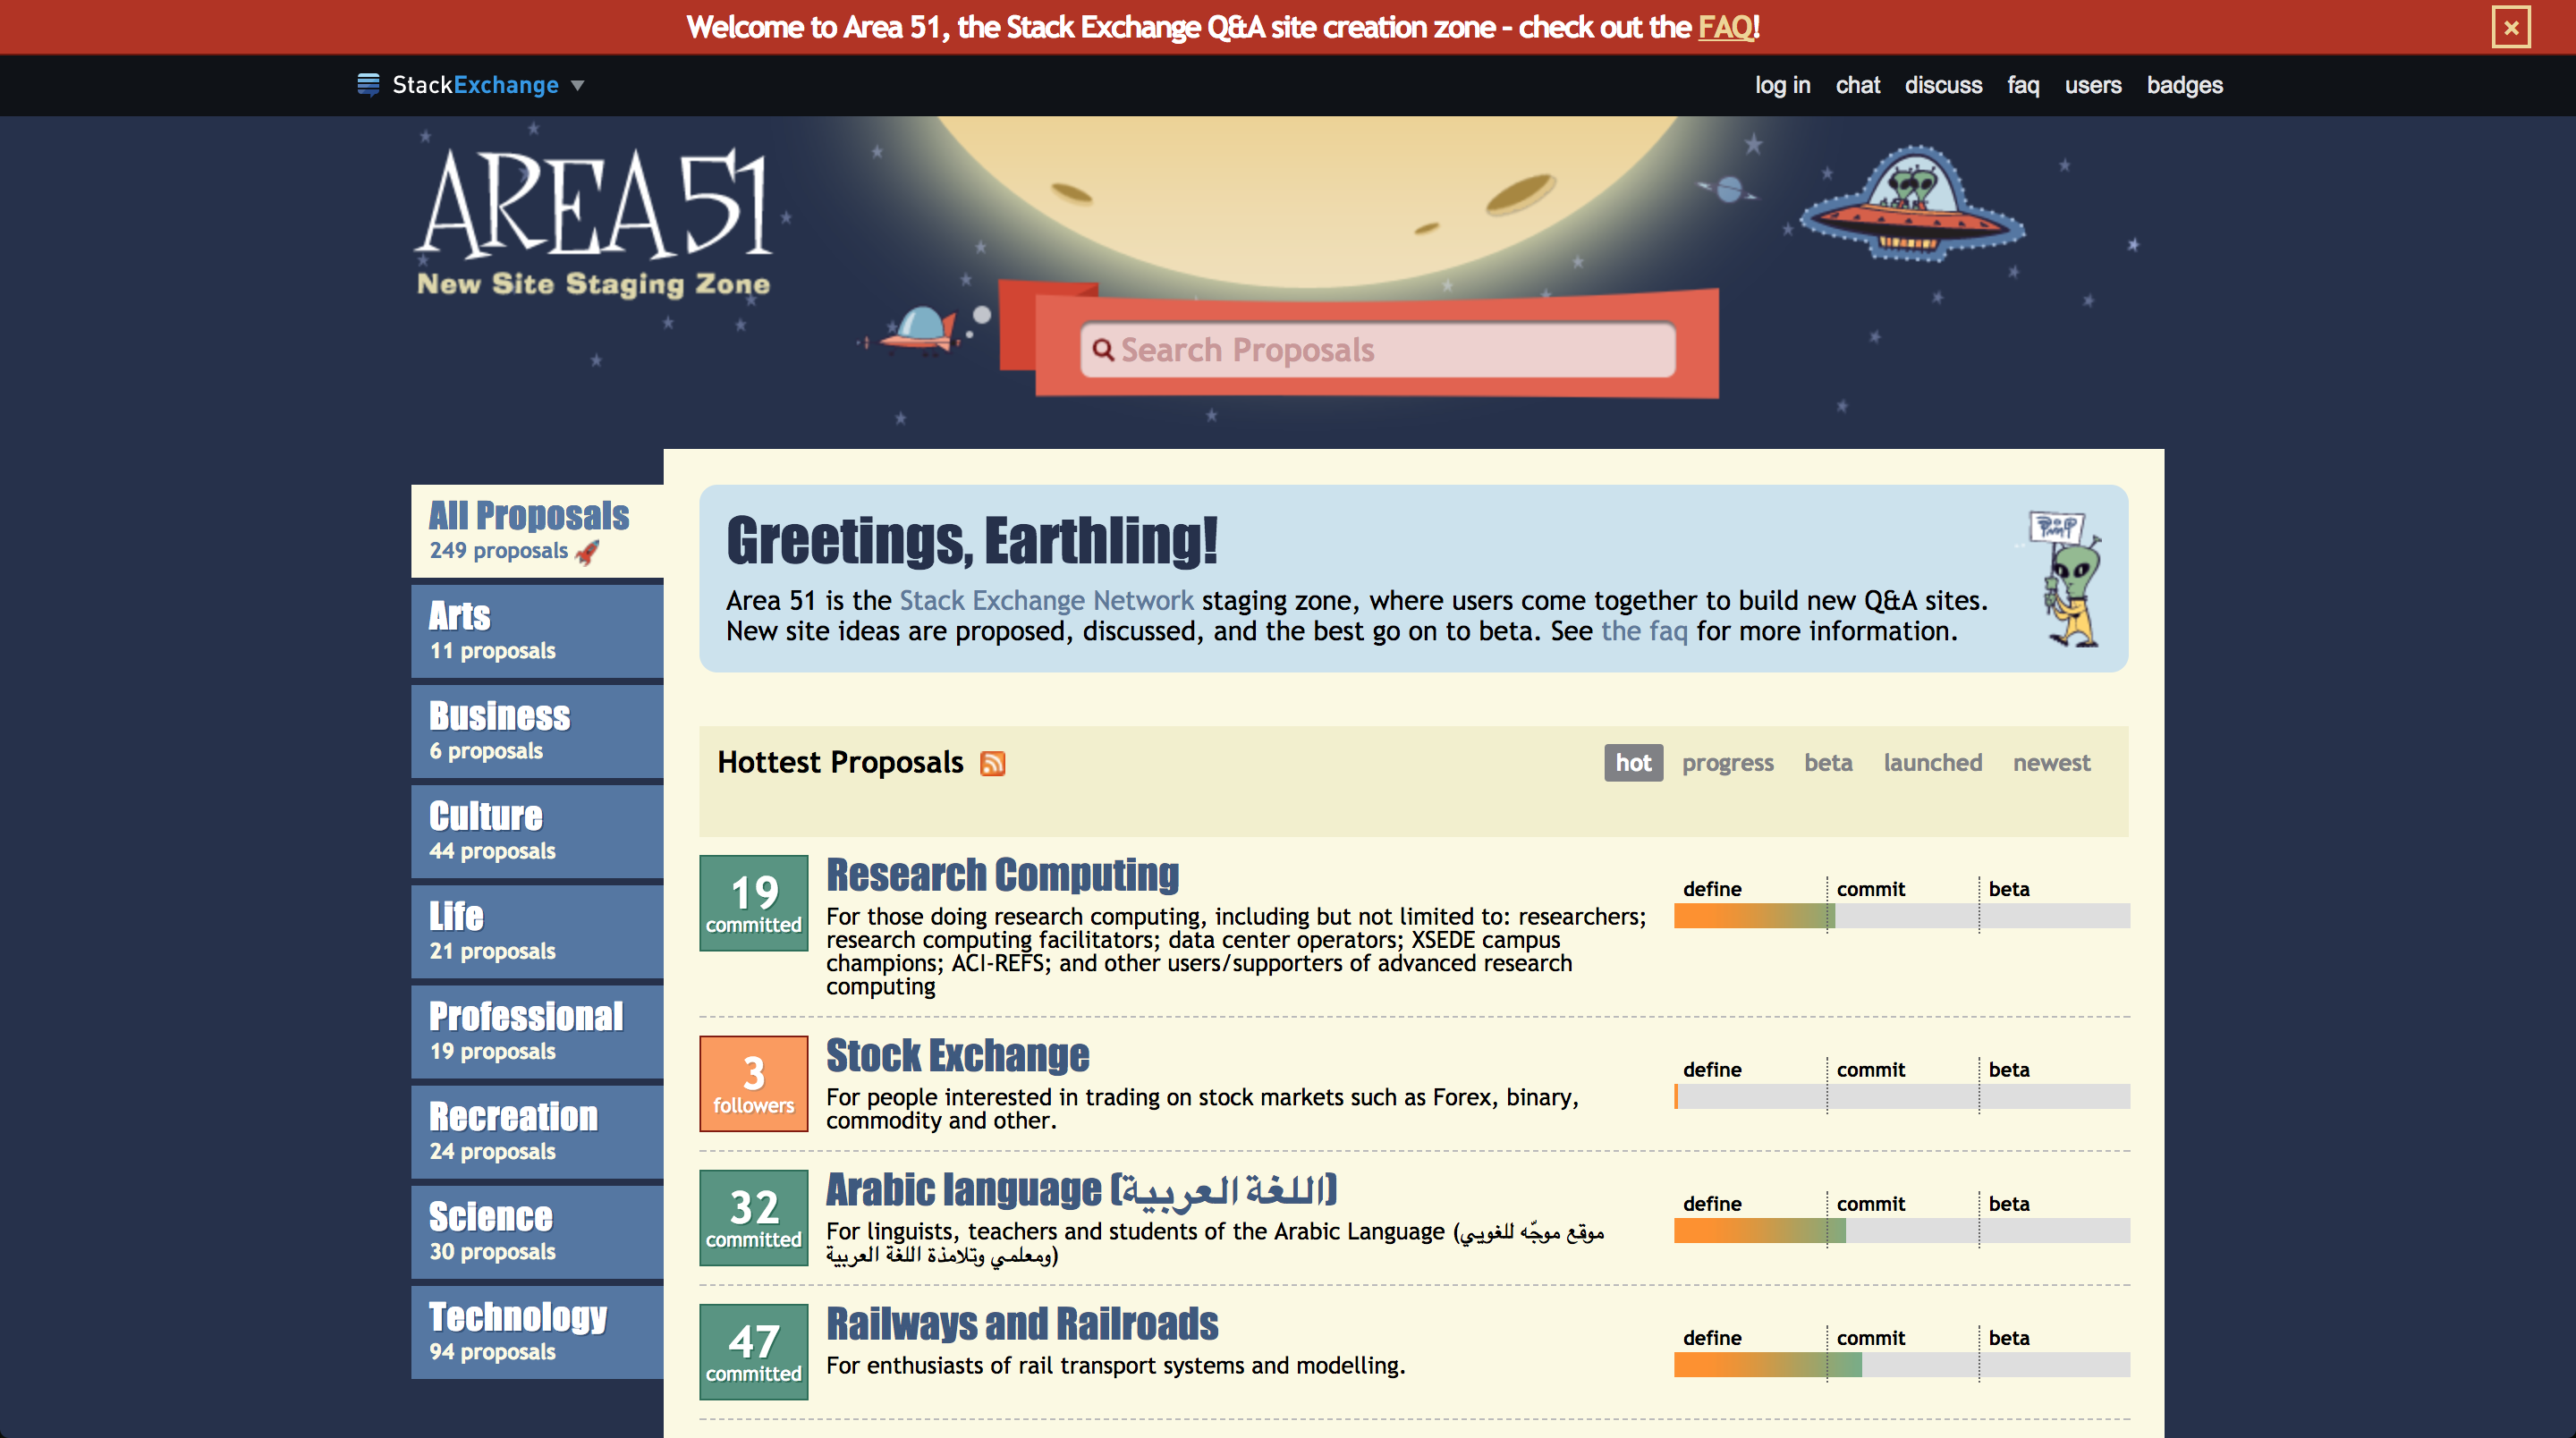 Welcome to Area 51, the Stack Exchange Q&A site creation zone - check out the FAQ!
StackExchange
log in chat discuss faq users badges
AREA51
New Site Staging Zone
Search Proposals
All Proposals
249 proposals
Arts
11 proposals
Business
6 proposals
Culture
44 proposals
Life
21 proposals
Professional
19 proposals
Recreation
24 proposals
Science
30 proposals
Technology
94 proposals
Greetings, Earthling!
Area 51 is the Stack Exchange Network staging zone, where users come together to build new Q&A sites.
New site ideas are proposed, discussed, and the best go on to beta. See the faq for more information.
Hottest Proposals
hot progress beta launched newest
19
committed
Research Computing
For those doing research computing, including but not limited to: researchers;
research computing facilitators; data center operators; XSEDE campus
champions; ACI-REFS; and other users/supporters of advanced research
computing
define commit beta
3
followers
Stock Exchange
For people interested in trading on stock markets such as Forex, binary,
commodity and other.
define commit beta
32
committed
Arabic language (اللغة العربية)
For linguists, teachers and students of the Arabic Language (موقع موجّه للغويي
ومعلمي وتلامذة اللغة العربية)
define commit beta
47
committed
Railways and Railroads
For enthusiasts of rail transport systems and modelling.
define commit beta